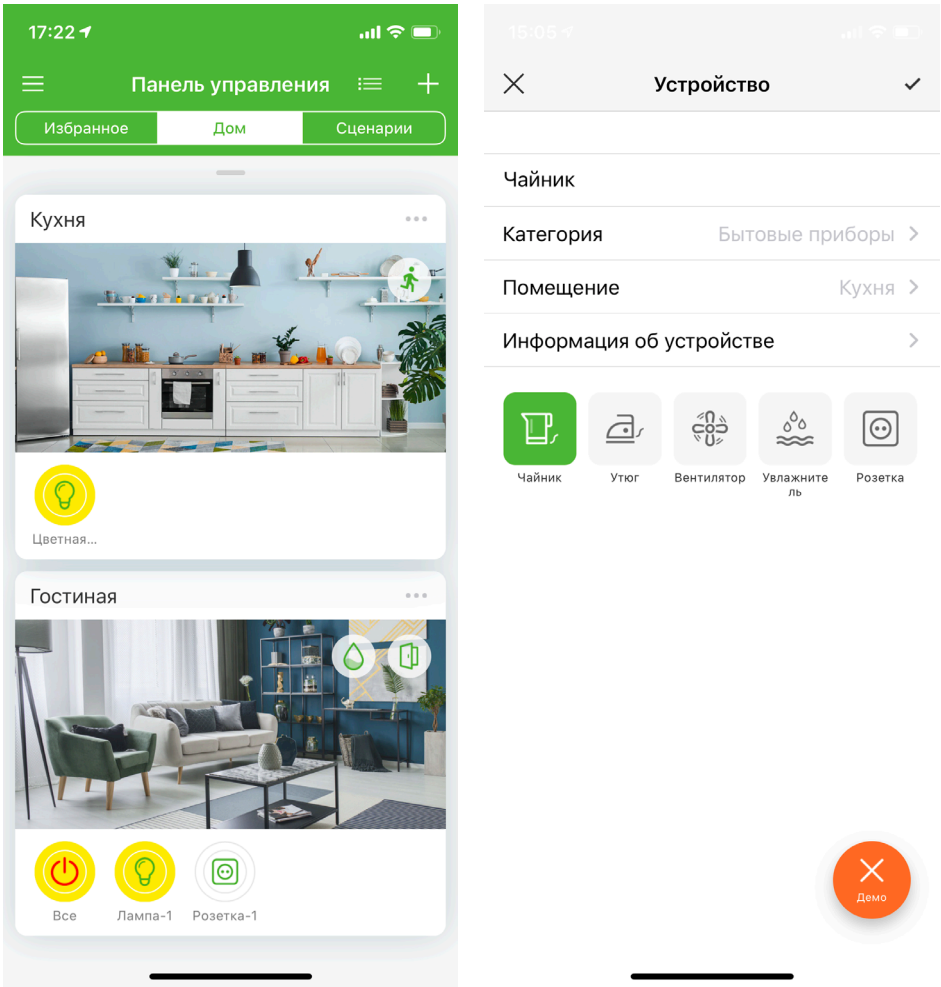 17:22
Панель управления
Избранное
Дом
Сценарии
Кухня
Цветная...
Гостиная
Все
Лампа-1
Розетка-1
15:05
Устройство
Чайник
Категория
Бытовые приборы
Помещение
Кухня
Информация об устройстве
Чайник
Утюг
Вентилятор
Увлажните
ль
Розетка
Демо